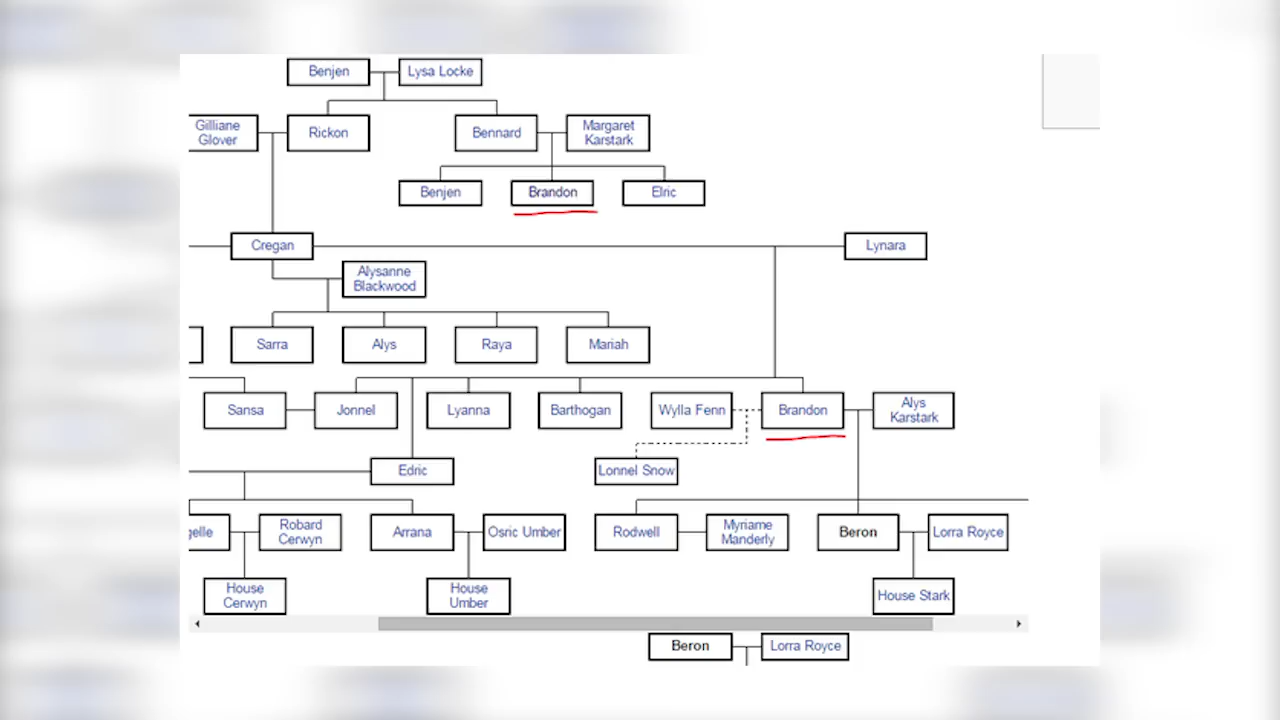 Benjen
Lysa Locke
Gilliane
Glover
Rickon
Bennard
Margaret
Karstark
Benjen
Brandon
Elric
Cregan
Lynara
Alysanne
Blackwood
Sarra
Alys
Raya
Mariah
Sansa
Jonnel
Lyanna
Barthogan
Wylla Fenn
Brandon
Alys
Karstark
Edric
Lonnel Snow
gelle
Robard
Cerwyn
Arrana
Osric Umber
Rodwell
Myriame
Manderly
Beron
Lorra Royce
House
Cerwyn
House
Umber
House Stark
Beron
Lorra Royce